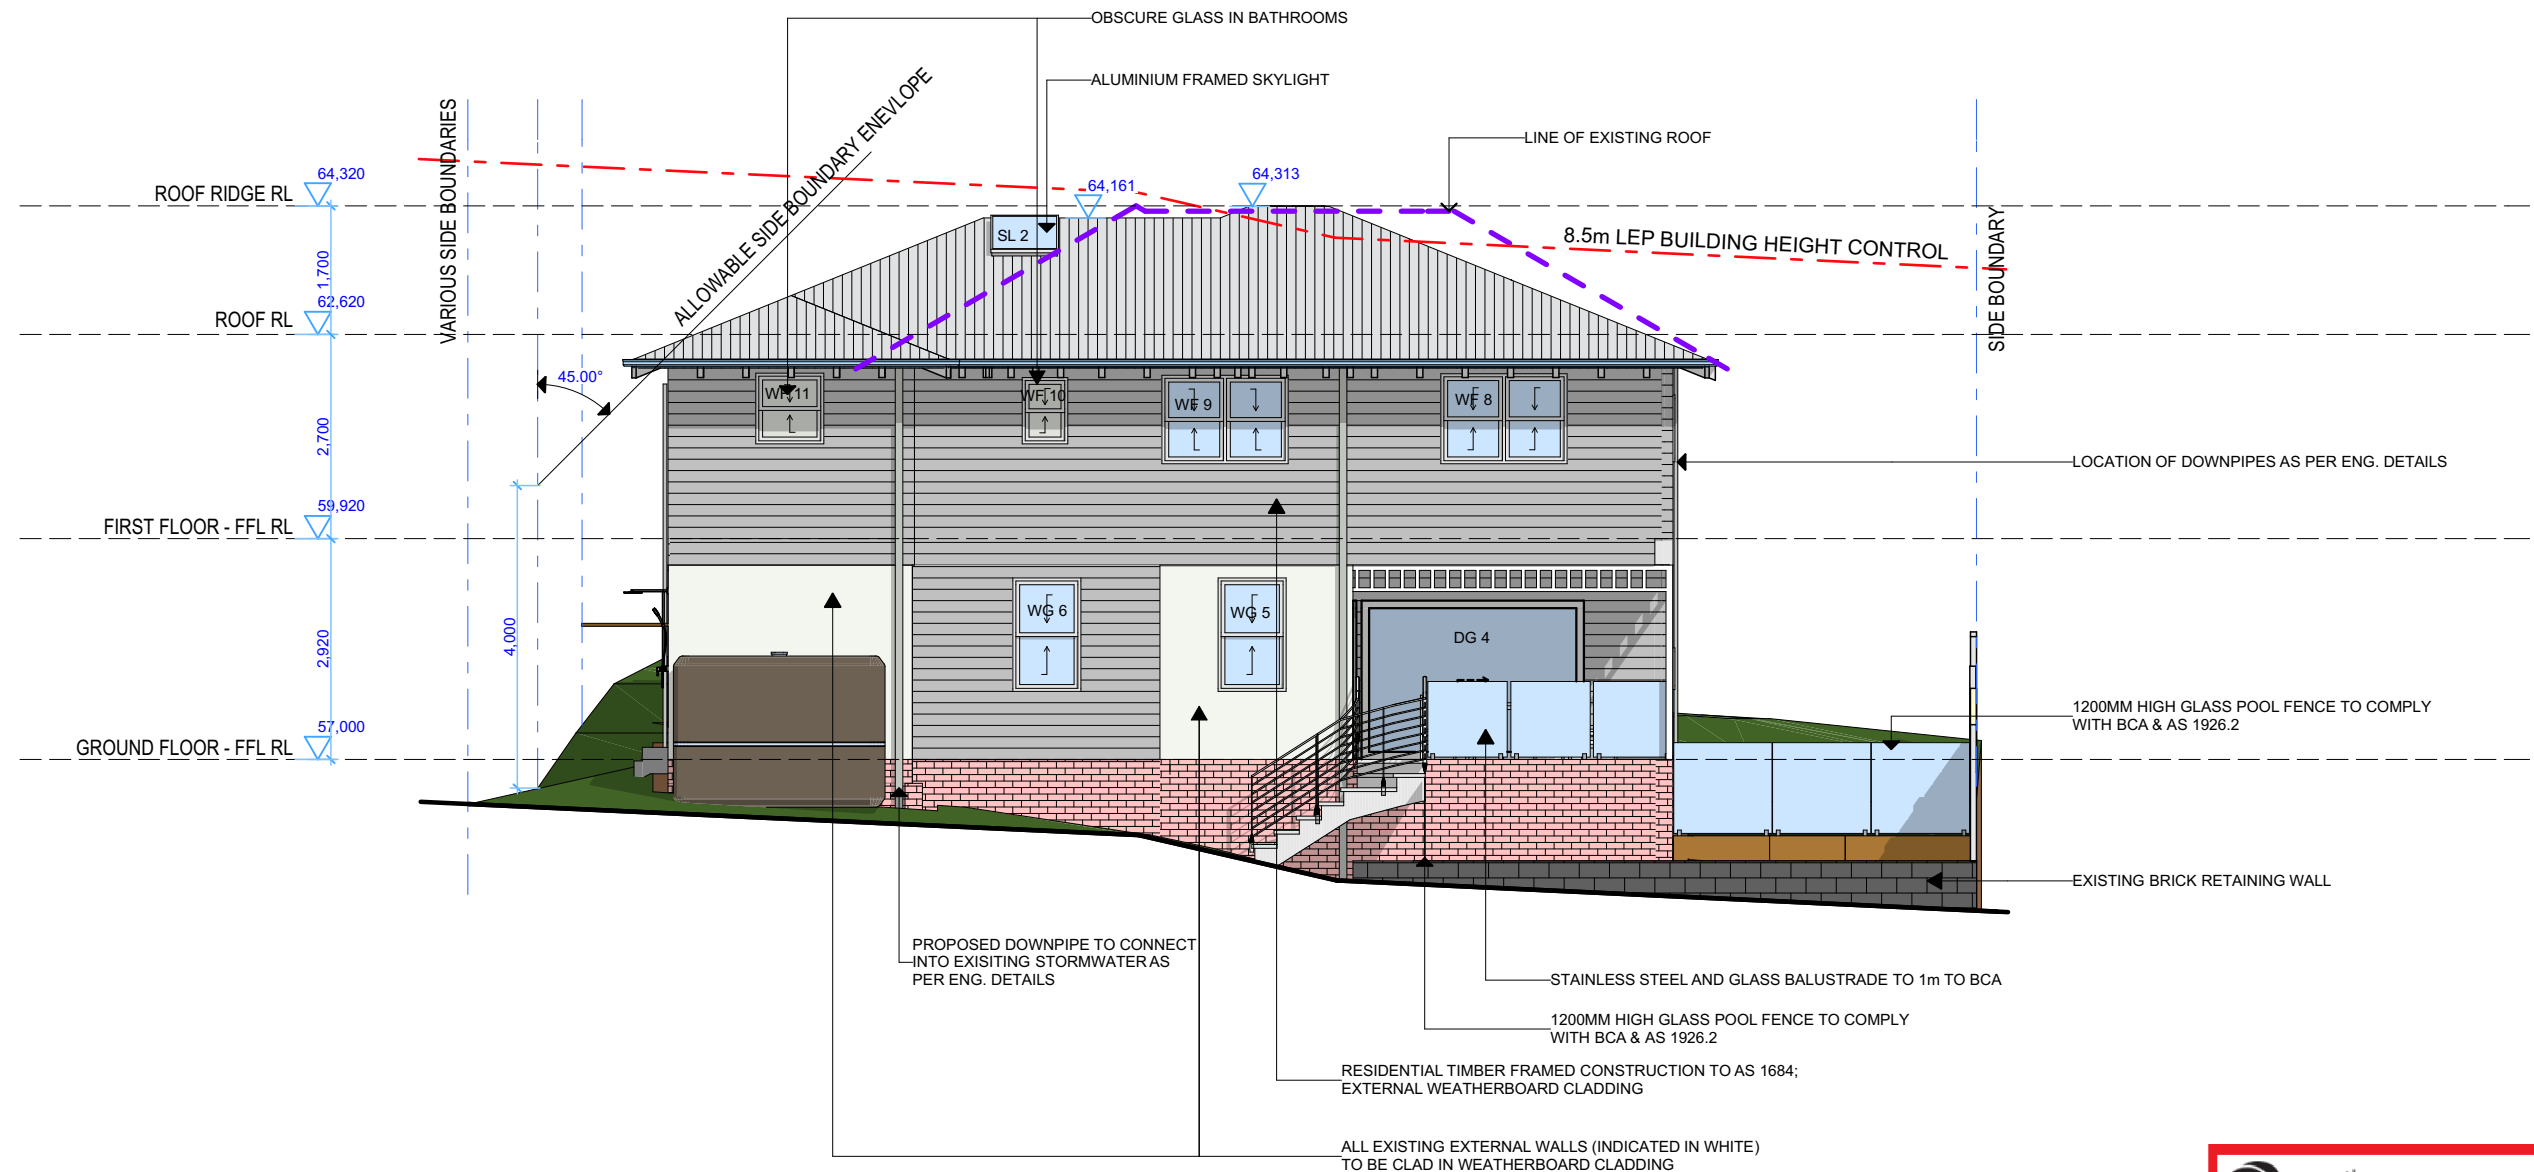 OBSCURE GLASS IN BATHROOMS
ALUMINIUM FRAMED SKYLIGHT
LINE OF EXISTING ROOF
VARIOUS SIDE BOUNDARIES
ALLOWABLE SIDE BOUNDARY ENEVLOPE
ROOF RIDGE RL
64,320
64,161
64,313
SL 2
8.5m LEP BUILDING HEIGHT CONTROL
SIDE BOUNDARY
1,700
ROOF RL
62,620
45.00°
WF 11
WF 10
WF 9
WF 8
2,700
LOCATION OF DOWNPIPES AS PER ENG. DETAILS
FIRST FLOOR - FFL RL
59,920
4,000
2,920
WG 6
WG 5
DG 4
GROUND FLOOR - FFL RL
57,000
1200MM HIGH GLASS POOL FENCE TO COMPLY
WITH BCA & AS 1926.2
EXISTING BRICK RETAINING WALL
PROPOSED DOWNPIPE TO CONNECT
INTO EXISITING STORMWATER AS
PER ENG. DETAILS
STAINLESS STEEL AND GLASS BALUSTRADE TO 1m TO BCA
1200MM HIGH GLASS POOL FENCE TO COMPLY
WITH BCA & AS 1926.2
RESIDENTIAL TIMBER FRAMED CONSTRUCTION TO AS 1684;
EXTERNAL WEATHERBOARD CLADDING
ALL EXISTING EXTERNAL WALLS (INDICATED IN WHITE)
TO BE CLAD IN WEATHERBOARD CLADDING